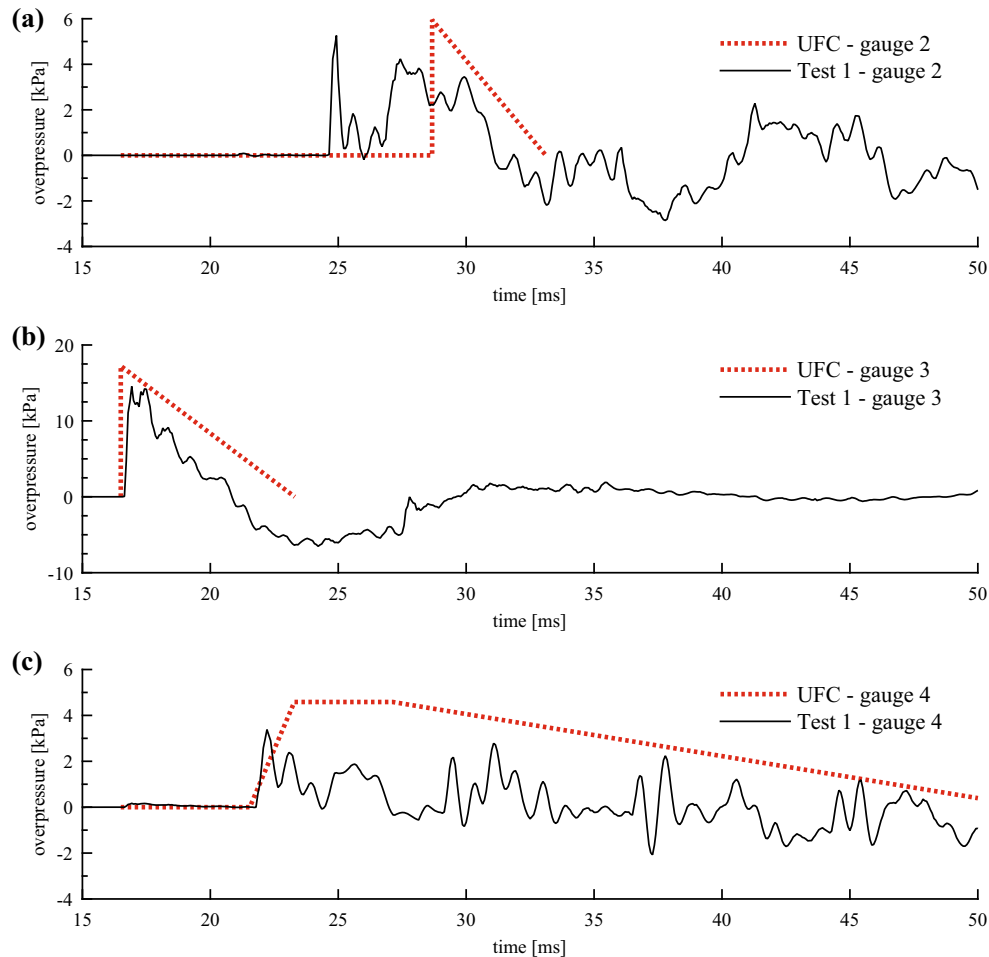 (a)
overpressure [kPa]
6
4
2
0
-2
-4
UFC - gauge 2
Test 1 - gauge 2
15 20 25 30 35 40 45 50
time [ms]
(b)
overpressure [kPa]
20
10
0
-10
UFC - gauge 3
Test 1 - gauge 3
15 20 25 30 35 40 45 50
time [ms]
(c)
overpressure [kPa]
6
4
2
0
-2
-4
UFC - gauge 4
Test 1 - gauge 4
15 20 25 30 35 40 45 50
time [ms]